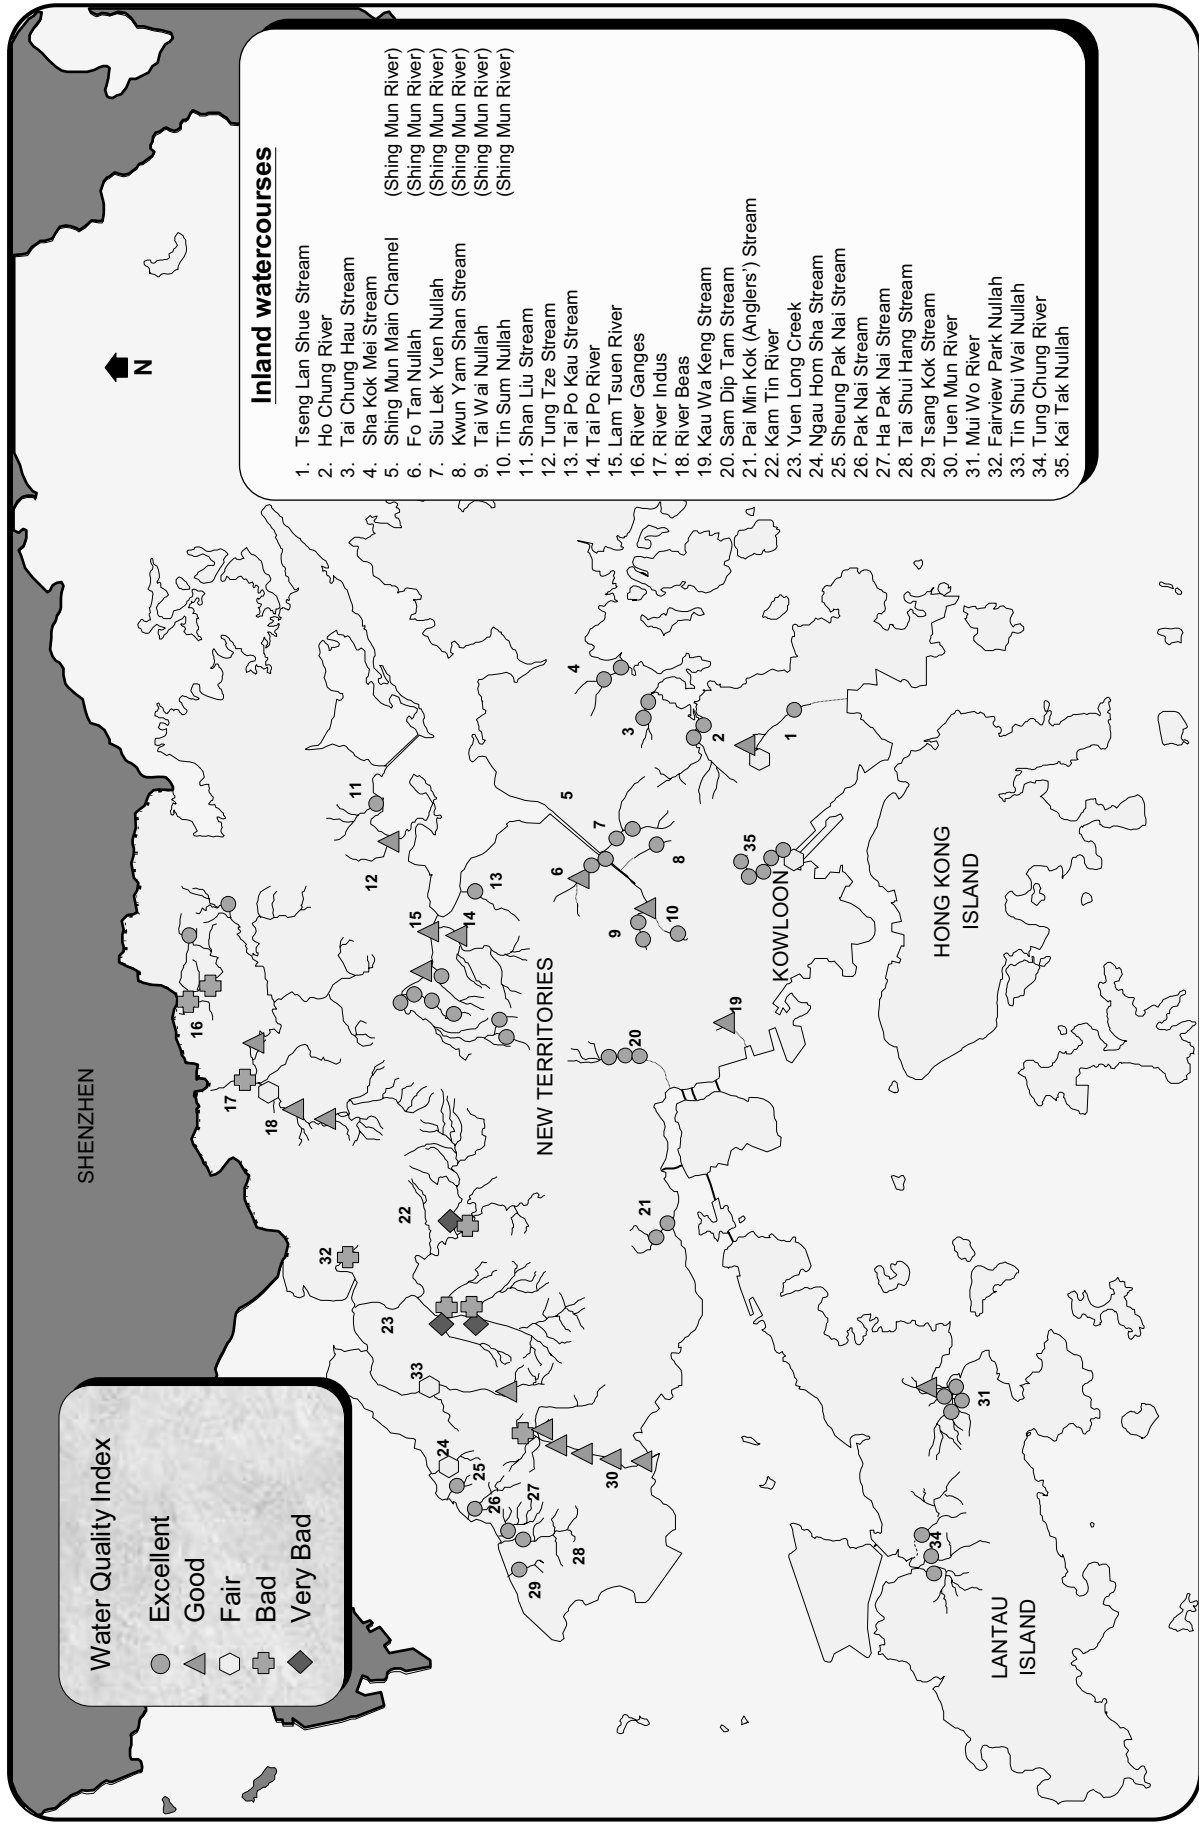 Water Quality Index
Excellent
Good
Fair
Bad
Very Bad
SHENZHEN
N
Inland watercourses
1. Tseng Lan Shue Stream
2. Ho Chung River
3. Tai Chung Hau Stream
4. Sha Kok Mei Stream
5. Shing Mun Main Channel (Shing Mun River)
6. Fo Tan Nullah (Shing Mun River)
7. Siu Lek Yuen Nullah (Shing Mun River)
8. Kwun Yam Shan Stream (Shing Mun River)
9. Tai Wai Nullah (Shing Mun River)
10. Tin Sum Nullah (Shing Mun River)
11. Shan Liu Stream
12. Tung Tze Stream
13. Tai Po Kau Stream
14. Tai Po River
15. Lam Tsuen River
16. River Ganges
17. River Indus
18. River Beas
19. Kau Wa Keng Stream
20. Sam Dip Tam Stream
21. Pai Min Kok (Anglers') Stream
22. Kam Tin River
23. Yuen Long Creek
24. Ngau Hom Sha Stream
25. Sheung Pak Nai Stream
26. Pak Nai Stream
27. Ha Pak Nai Stream
28. Tai Shui Hang Stream
29. Tsang Kok Stream
30. Tuen Mun River
31. Mui Wo River
32. Fairview Park Nullah
33. Tin Shui Wai Nullah
34. Tung Chung River
35. Kai Tak Nullah
16
17
18
32
11
12
22
23
33
15
14
13
24
25
26
27
28
29
30
NEW TERRITORIES
5
4
6
7
3
8
9
10
20
21
2
19
35
1
KOWLOON
34
31
HONG KONG
ISLAND
LANTAU
ISLAND